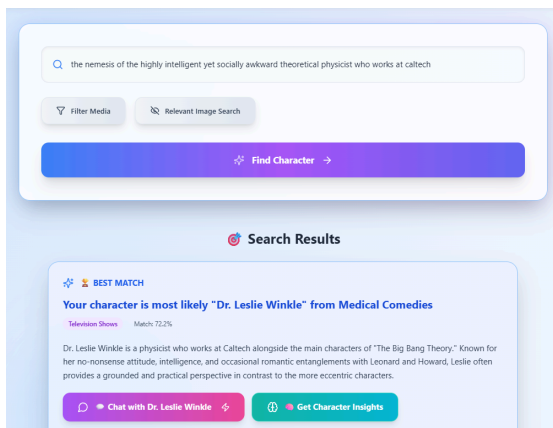 the nemesis of the highly intelligent yet socially awkward theoretical physicist who works at caltech
Filter Media
Relevant Image Search
Find Character →
Search Results
BEST MATCH
Your character is most likely "Dr. Leslie Winkle" from Medical Comedies
Television Shows Match: 72.2%
Dr. Leslie Winkle is a physicist who works at Caltech alongside the main characters of "The Big Bang Theory." Known for
her no-nonsense attitude, intelligence, and occasional romantic entanglements with Leonard and Howard, Leslie often
provides a grounded and practical perspective in contrast to the more eccentric characters.
Chat with Dr. Leslie Winkle
Get Character Insights